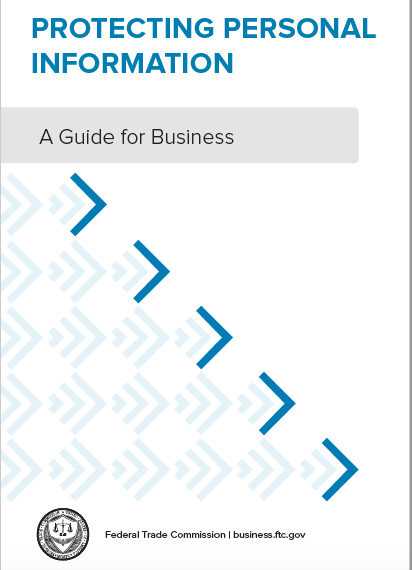 PROTECTING PERSONAL
INFORMATION
A Guide for Business
Federal Trade Commission | business.ftc.gov